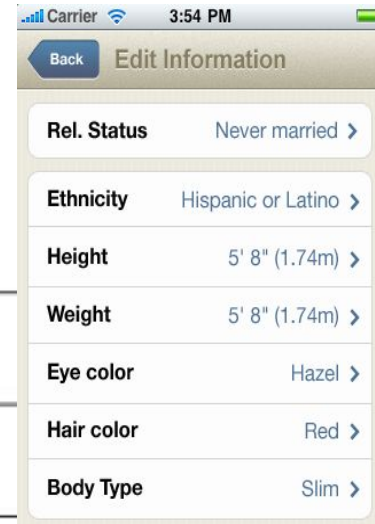 Carrier 3:54 PM
Back Edit Information
Rel. Status Never married
Ethnicity Hispanic or Latino
Height 5' 8" (1.74m)
Weight 5' 8" (1.74m)
Eye color Hazel
Hair color Red
Body Type Slim